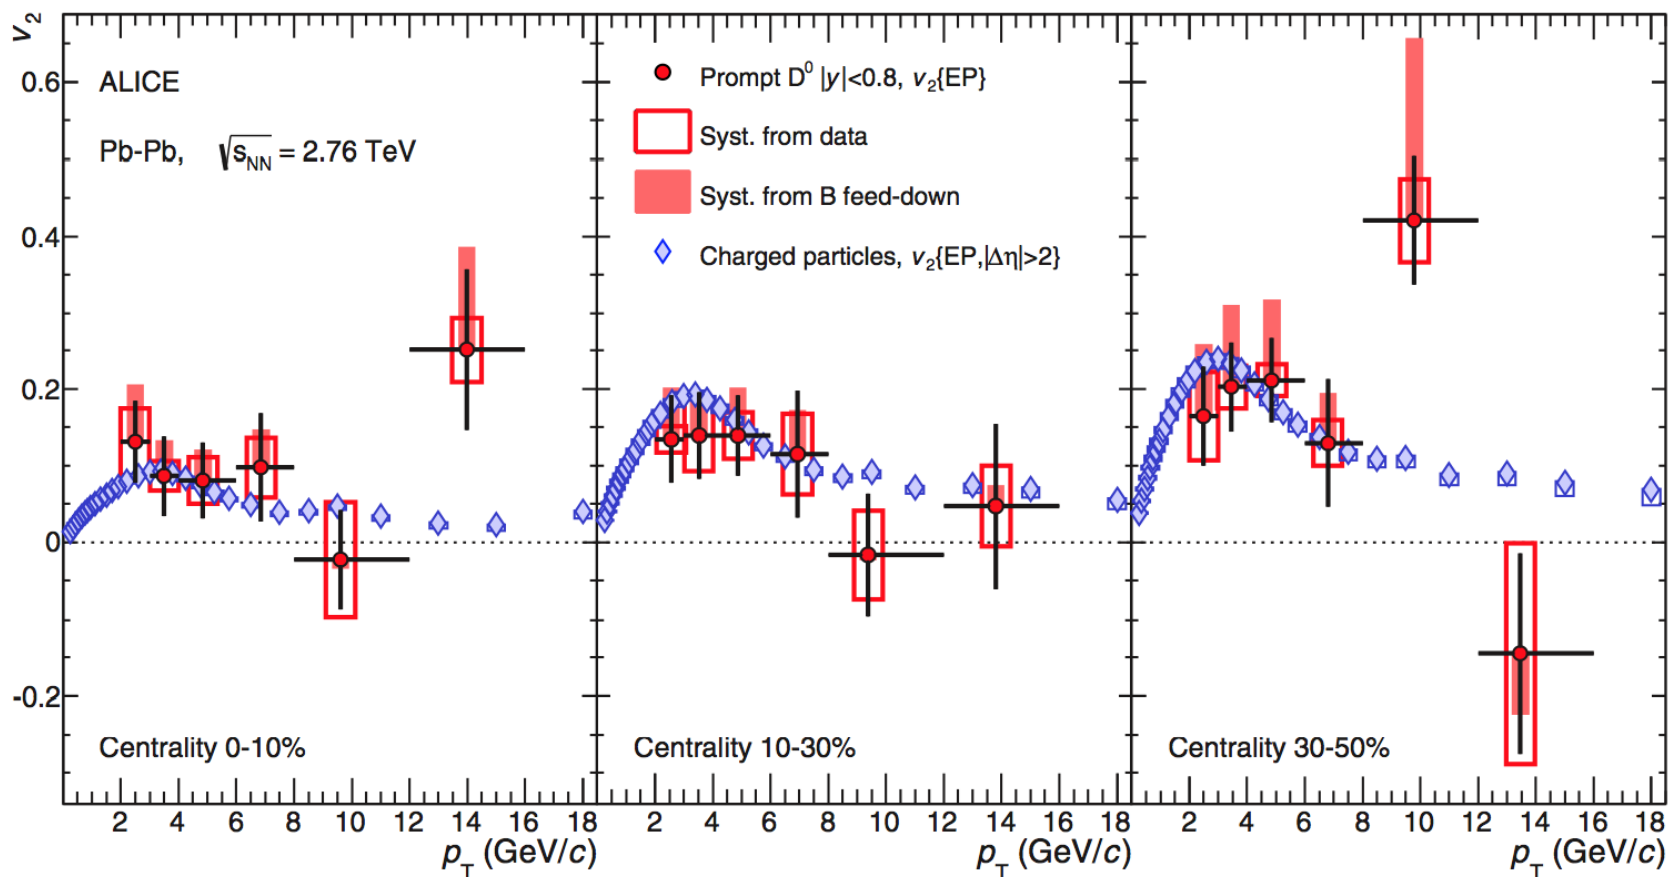 v₂
0.6
0.4
0.2
0
-0.2
ALICE
Pb-Pb, √sNN = 2.76 TeV
Centrality 0-10%
2 4 6 8 10 12 14 16 18
pT (GeV/c)
Prompt D⁰ |y|<0.8, v₂{EP}
Syst. from data
Syst. from B feed-down
Charged particles, v₂{EP,|Δη|>2}
Centrality 10-30%
2 4 6 8 10 12 14 16 18
pT (GeV/c)
Centrality 30-50%
2 4 6 8 10 12 14 16 18
pT (GeV/c)